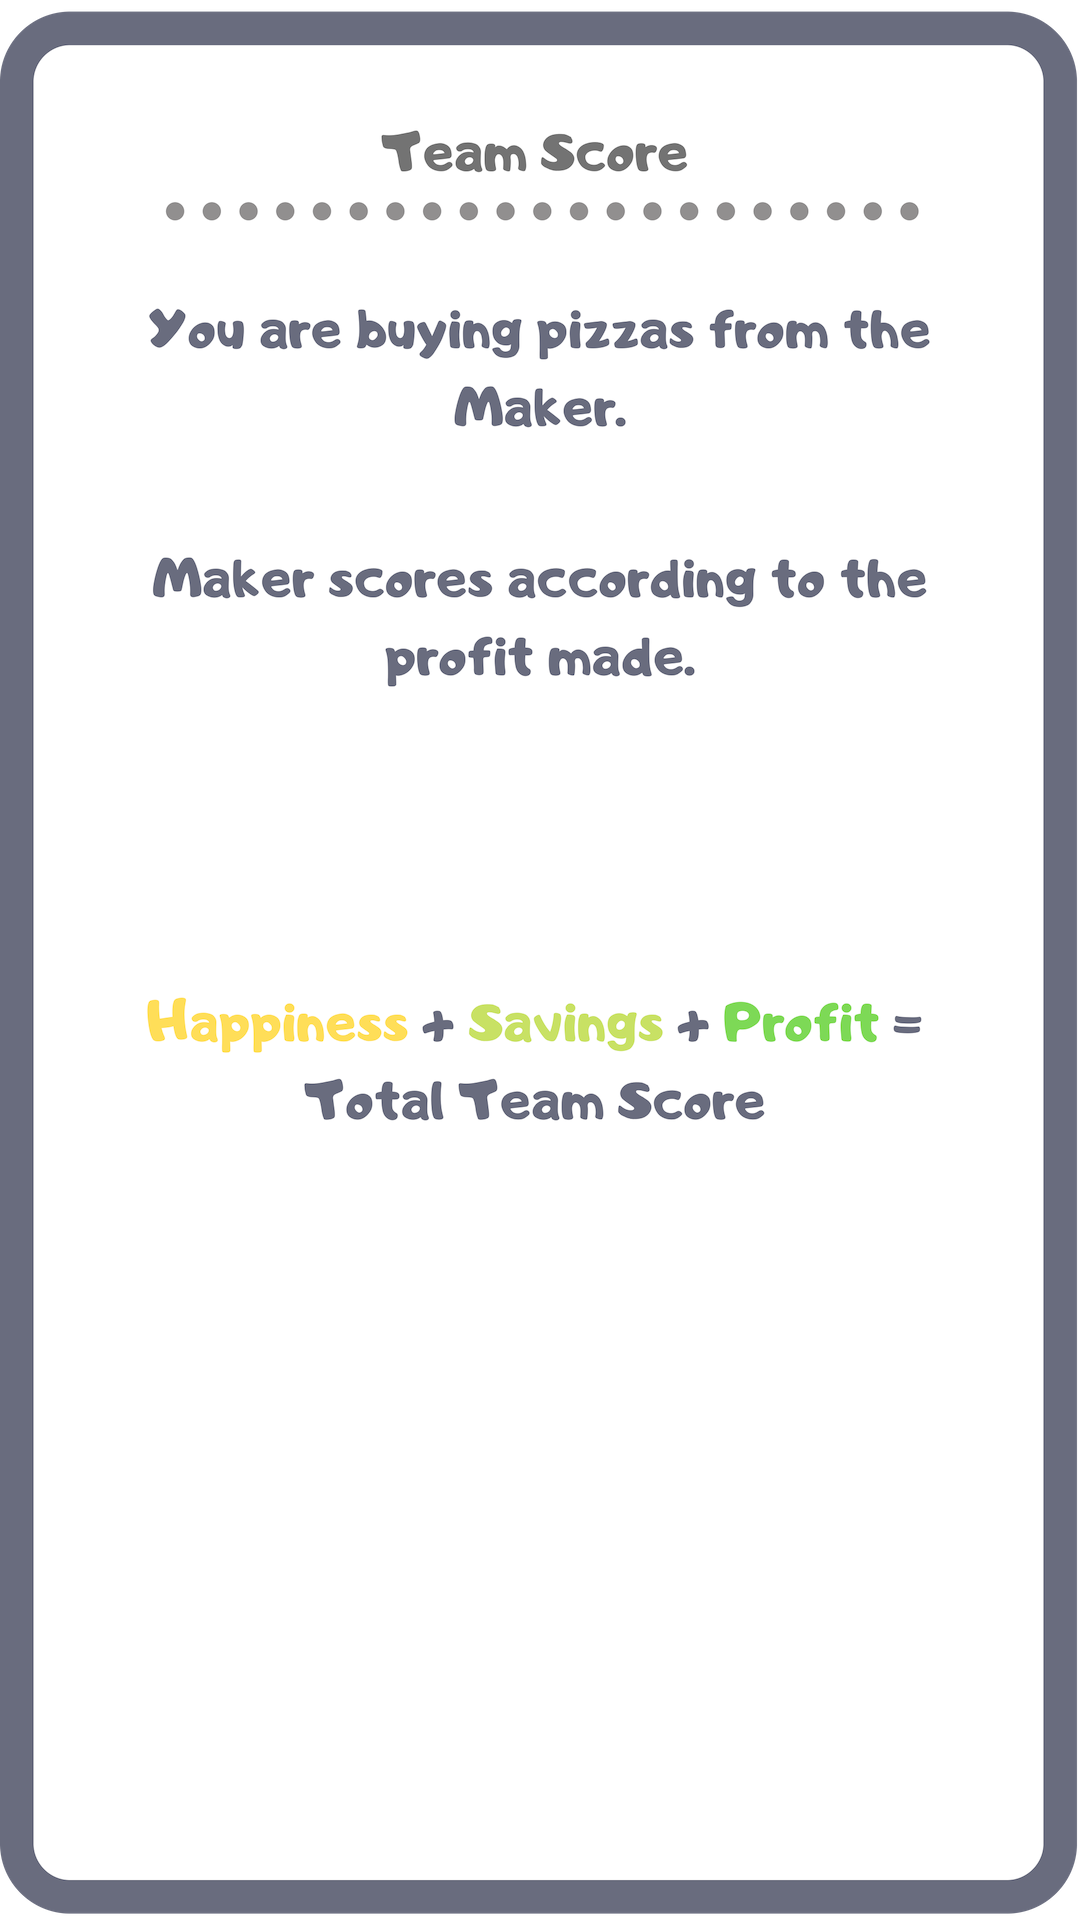 Team Score
You are buying pizzas from the
Maker.
Maker scores according to the
profit made.
Happiness + Savings + Profit =
Total Team Score